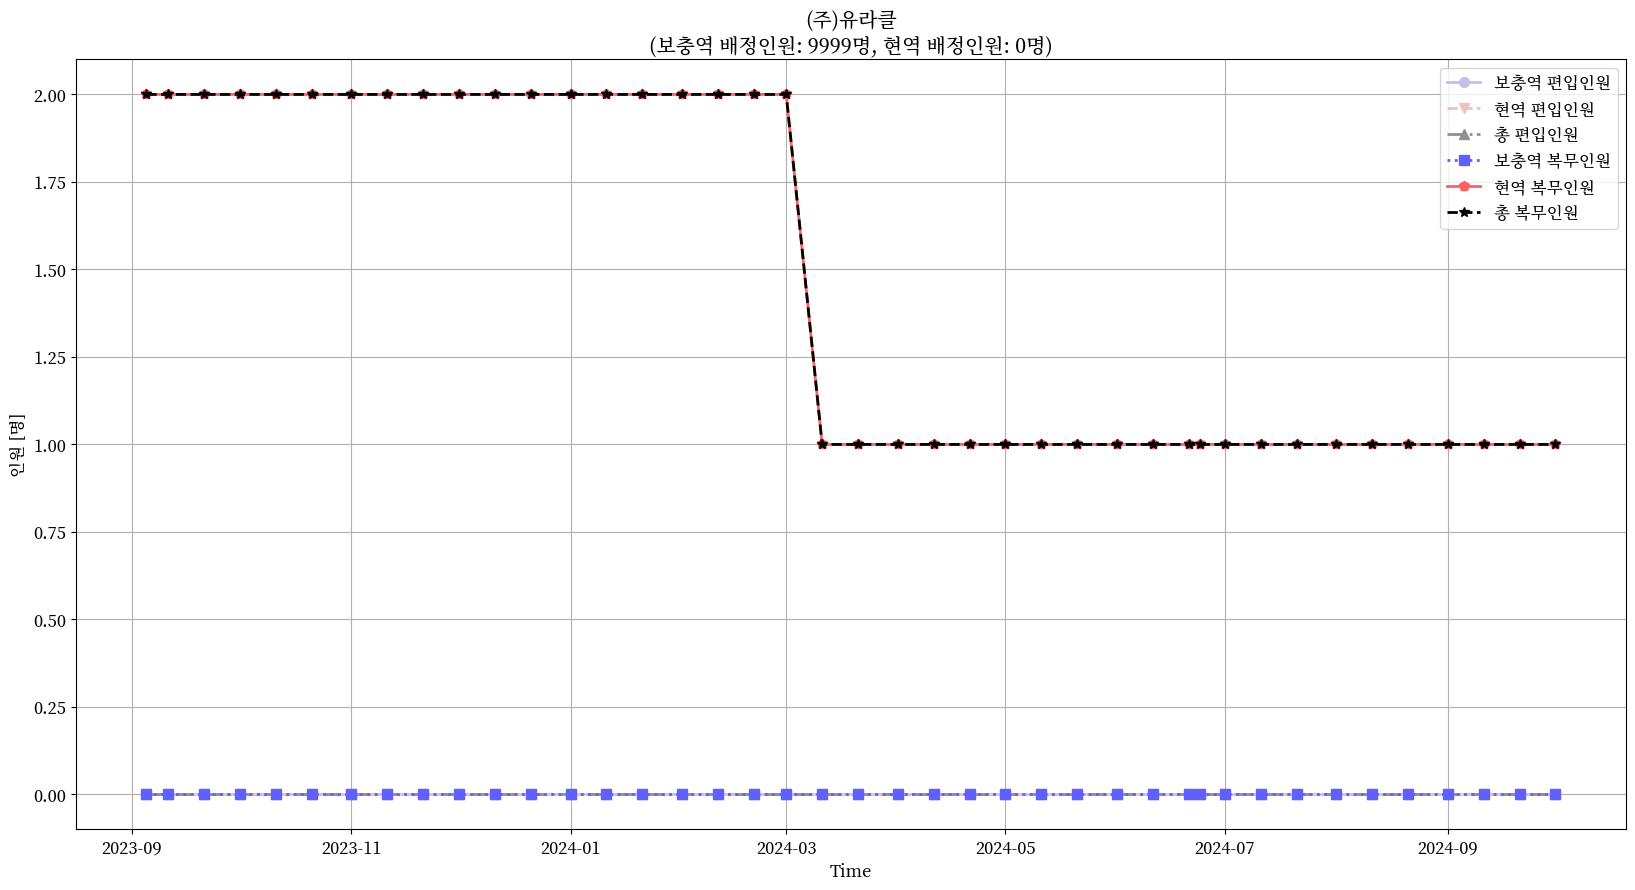 (주)유라클
(보충역 배정인원: 9999명, 현역 배정인원: 0명)
보충역 편입인원
현역 편입인원
총 편입인원
보충역 복무인원
현역 복무인원
총 복무인원
인원 [명]
2.00
1.75
1.50
1.25
1.00
0.75
0.50
0.25
0.00
2023-09
2023-11
2024-01
2024-03
2024-05
2024-07
2024-09
Time